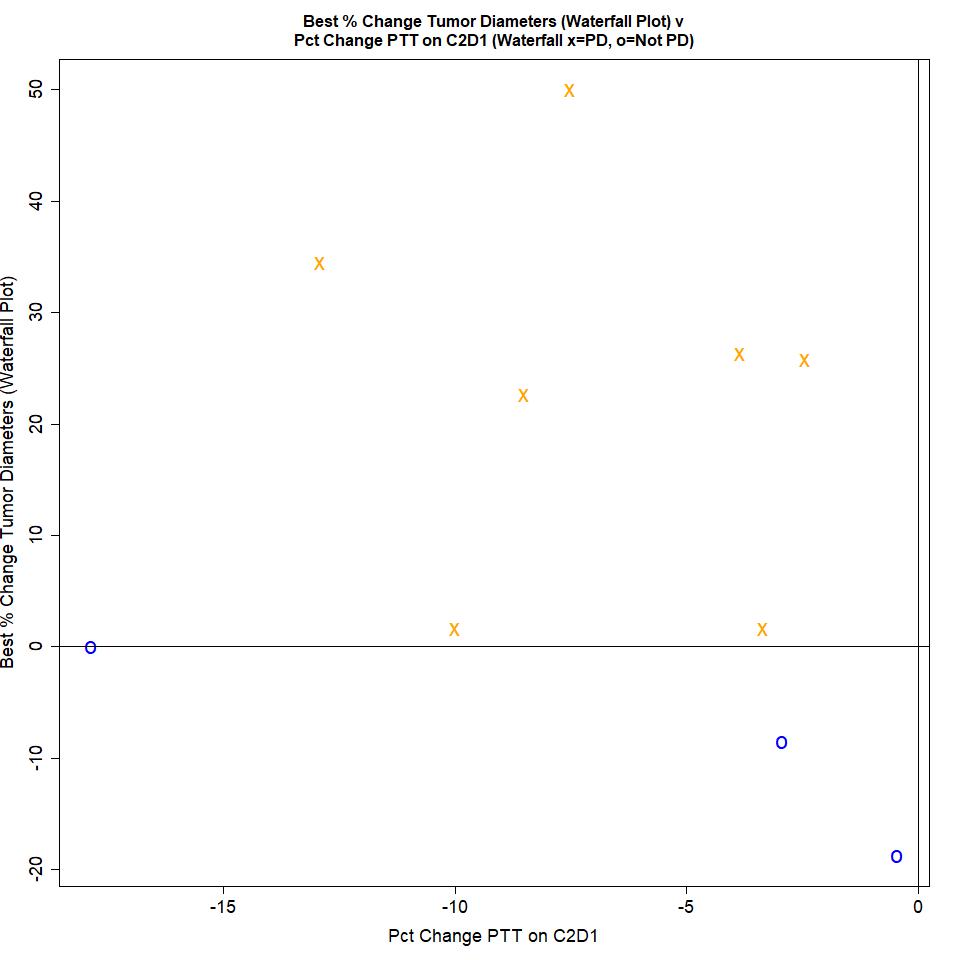 Best % Change Tumor Diameters (Waterfall Plot) v
Pct Change PTT on C2D1 (Waterfall x=PD, o=Not PD)
Best % Change Tumor Diameters (Waterfall Plot)
50
40
30
20
10
0
-10
-20
X
X
X
X
X
X
X
O
O
O
-15
-10
-5
0
Pct Change PTT on C2D1